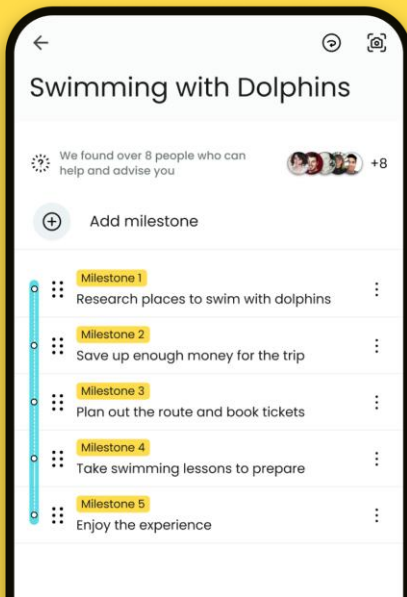 Swimming with Dolphins
We found over 8 people who can
help and advise you
+8
Add milestone
Milestone 1
Research places to swim with dolphins
Milestone 2
Save up enough money for the trip
Milestone 3
Plan out the route and book tickets
Milestone 4
Take swimming lessons to prepare
Milestone 5
Enjoy the experience